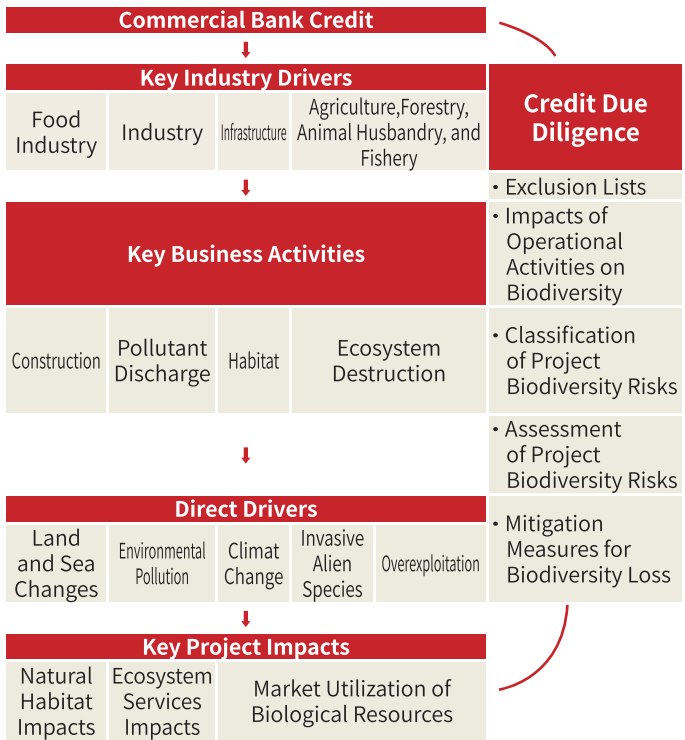 Commercial Bank Credit
Key Industry Drivers
Food
Industry
Industry
Infrastructure
Agriculture,Forestry,
Animal Husbandry, and
Fishery
Key Business Activities
Construction
Pollutant
Discharge
Habitat
Ecosystem
Destruction
Direct Drivers
Land
and Sea
Changes
Environmental
Pollution
Climat
Change
Invasive
Alien
Species
Overexploitation
Key Project Impacts
Natural
Habitat
Impacts
Ecosystem
Services
Impacts
Market Utilization of
Biological Resources
Credit Due
Diligence
• Exclusion Lists
• Impacts of
Operational
Activities on
Biodiversity
• Classification
of Project
Biodiversity Risks
• Assessment
of Project
Biodiversity Risks
• Mitigation
Measures for
Biodiversity Loss